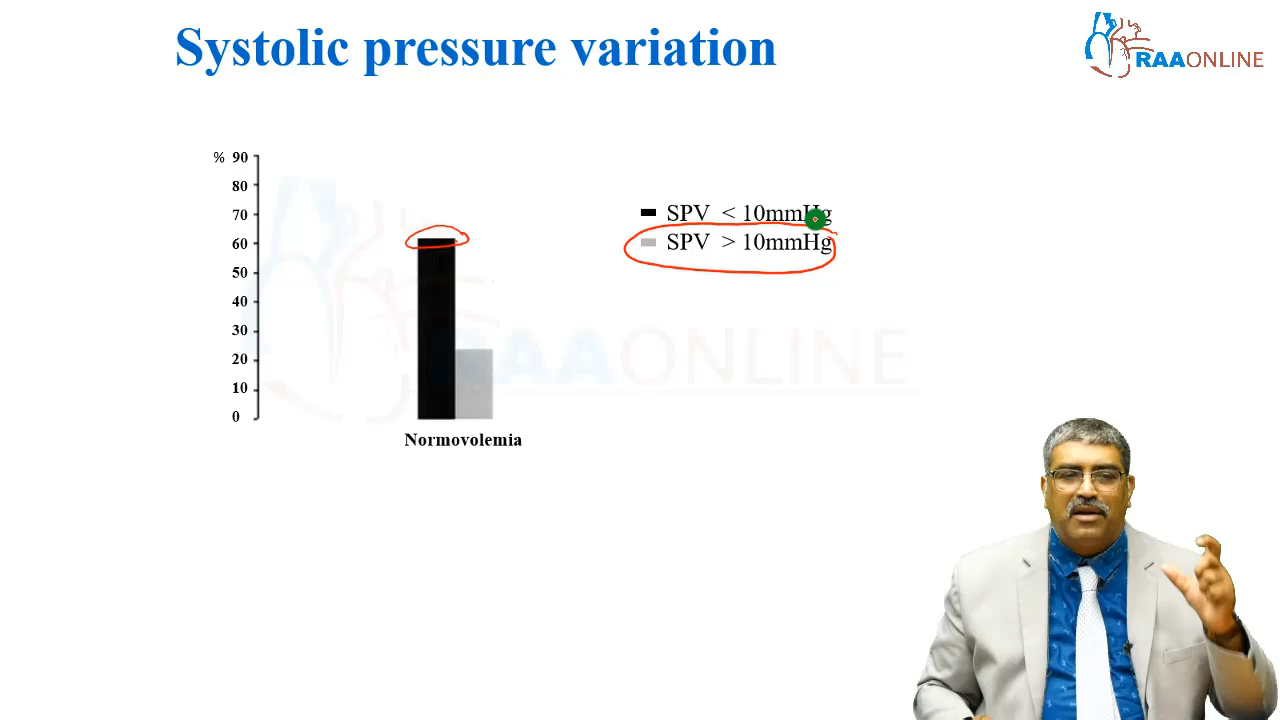 Systolic pressure variation
RAAONLINE
% 90
80
70
60
50
40
30
20
10
0
SPV < 10mmHg
SPV > 10mmHg
RAAONLINE
Normovolemia